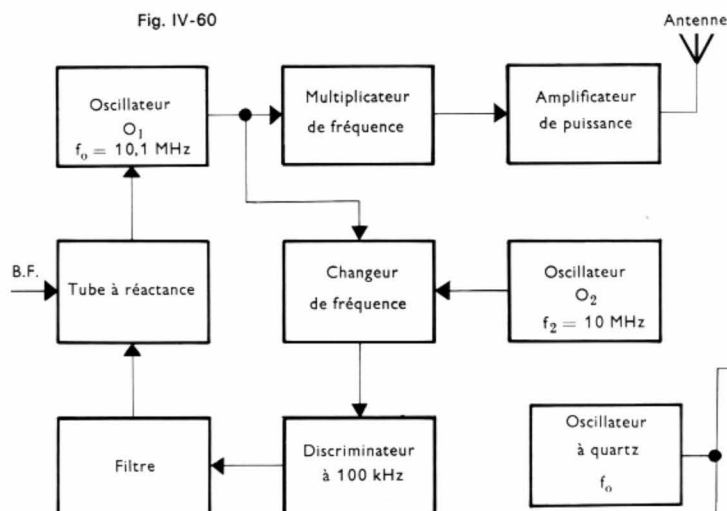 Fig. IV-60
Antenne
Oscillateur
O₁
f₀ = 10,1 MHz
Multiplicateur
de fréquence
Amplificateur
de puissance
B.F.
Tube à réactance
Changeur
de fréquence
Oscillateur
O₂
f₂ = 10 MHz
Filtre
Discriminateur
à 100 kHz
Oscillateur
à quartz
f₀